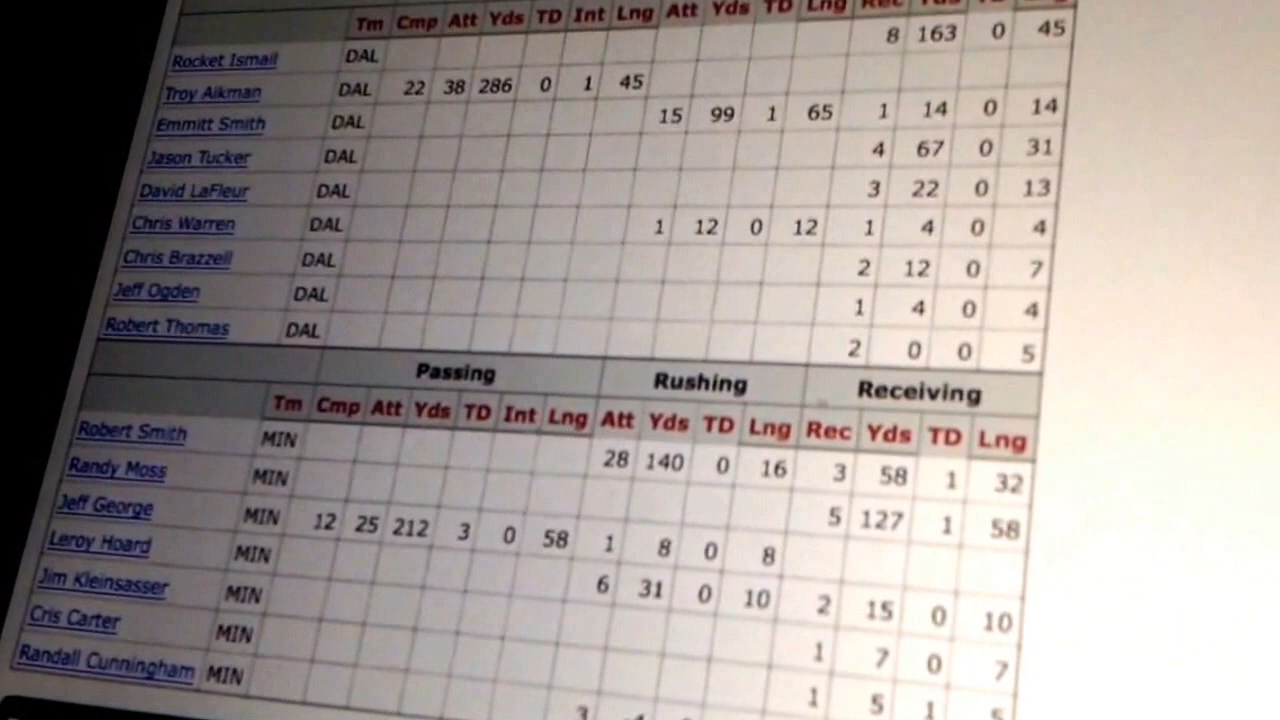 Tm Cmp Att Yds TD Int Lng Att Yds TD Lng Rec Yds
Rocket Ismail DAL 8 163 0 45
Troy Aikman DAL 22 38 286 0 1 45
Emmitt Smith DAL 15 99 1 65 1 14 0 14
Jason Tucker DAL 4 67 0 31
David LaFleur DAL 3 22 0 13
Chris Warren DAL 1 12 0 12 1 4 0 4
Chris Brazzell DAL 2 12 0 7
Jeff Ogden DAL 1 4 0 4
Robert Thomas DAL 2 0 0 5
Passing Rushing Receiving
Tm Cmp Att Yds TD Int Lng Att Yds TD Lng Rec Yds TD Lng
Robert Smith MIN 28 140 0 16 3 58 1 32
Randy Moss MIN 5 127 1 58
Jeff George MIN 12 25 212 3 0 58 1 8 0 8
Leroy Hoard MIN 6 31 0 10 2 15 0 10
Jim Kleinsasser MIN 1 7 0 7
Cris Carter MIN 1 5 1 5
Randall Cunningham MIN 3